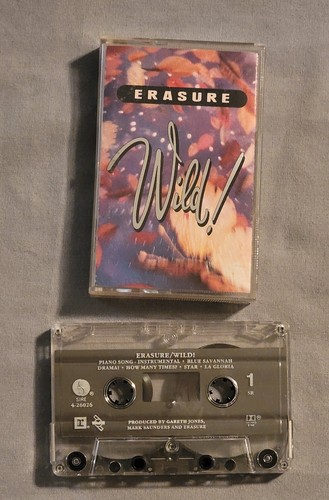 ERASURE
Wild!
ERASURE/WILD!
PIANO SONG - INSTRUMENTAL • BLUE SAVANNAH
DRAMA! • HOW MANY TIMES? • STAR • LA GLORIA
SIRE
4-26026
1
PRODUCED BY GARETH JONES,
MARK SAUNDERS AND ERASURE